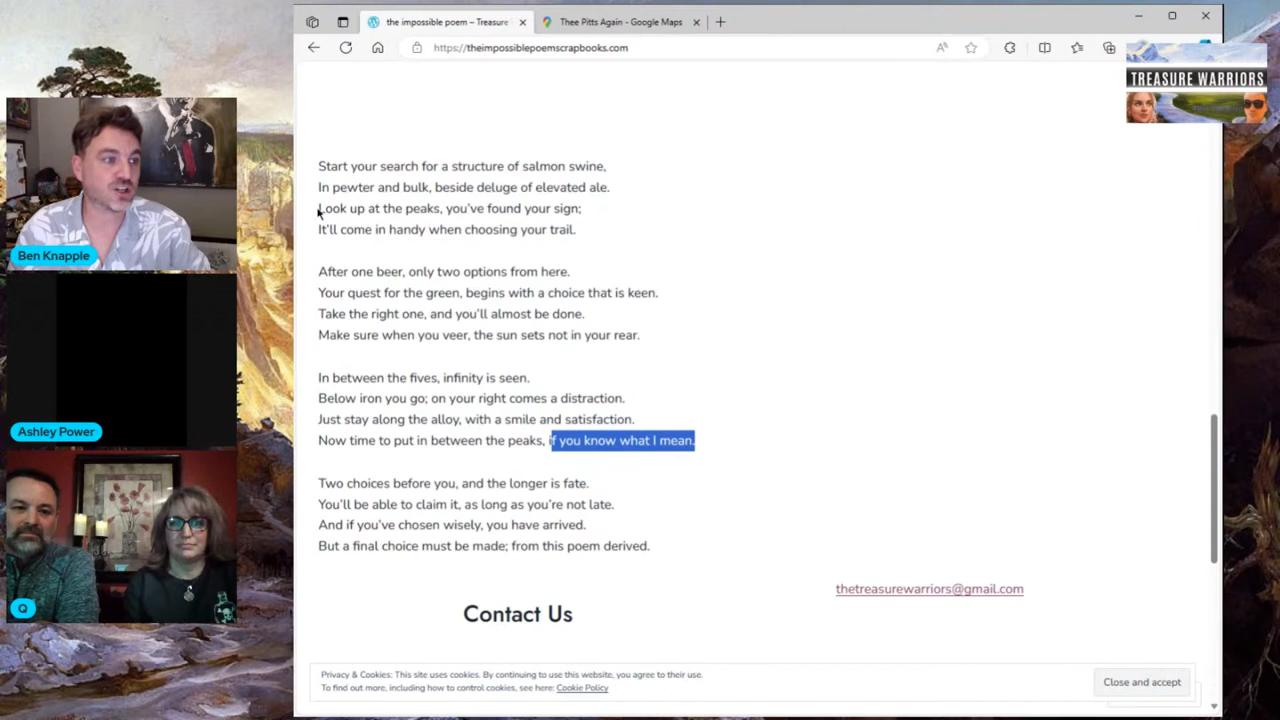 the impossible poem – Treasure
Thee Pitts Again - Google Maps
https://theimpossiblepoemscrapbooks.com
TREASURE WARRIORS
Start your search for a structure of salmon swine,
In pewter and bulk, beside deluge of elevated ale.
Look up at the peaks, you've found your sign;
It'll come in handy when choosing your trail.
After one beer, only two options from here.
Your quest for the green, begins with a choice that is keen.
Take the right one, and you'll almost be done.
Make sure when you veer, the sun sets not in your rear.
In between the fives, infinity is seen.
Below iron you go; on your right comes a distraction.
Just stay along the alloy, with a smile and satisfaction.
Now time to put in between the peaks, if you know what I mean.
Two choices before you, and the longer is fate.
You'll be able to claim it, as long as you're not late.
And if you've chosen wisely, you have arrived.
But a final choice must be made; from this poem derived.
thetreasurewarriors@gmail.com
Contact Us
Privacy & Cookies: This site uses cookies. By continuing to use this website, you agree to their use.
To find out more, including how to control cookies, see here: Cookie Policy
Close and accept
Ben Knapple
Ashley Power
Q